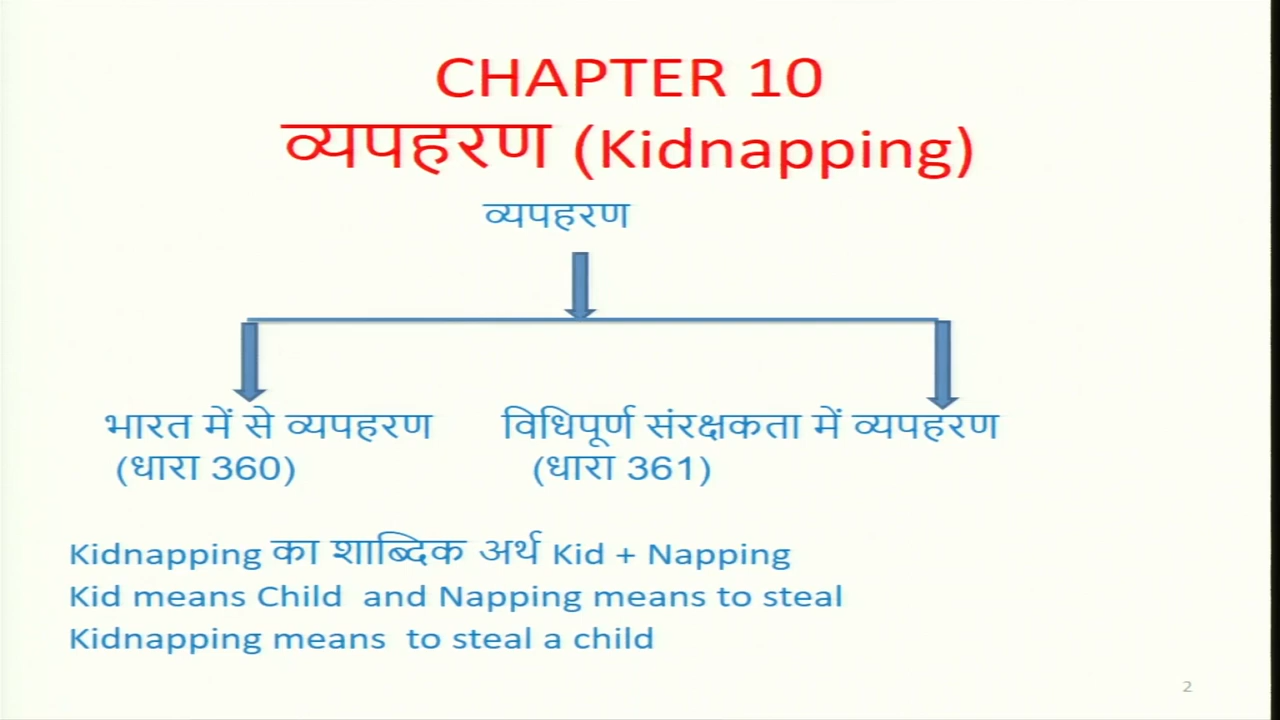 CHAPTER 10
व्यपहरण (Kidnapping)
व्यपहरण
भारत में से व्यपहरण
(धारा 360)
विधिपूर्ण संरक्षकता में व्यपहरण
(धारा 361)
Kidnapping का शाब्दिक अर्थ Kid + Napping
Kid means Child and Napping means to steal
Kidnapping means to steal a child
2